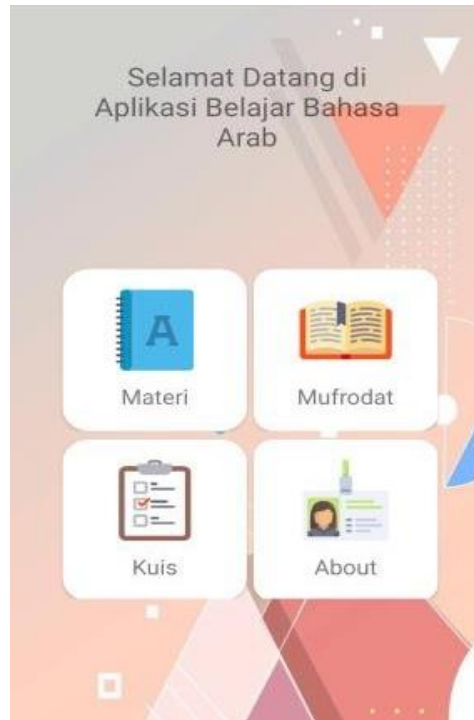 Selamat Datang di
Aplikasi Belajar Bahasa
Arab
A
Materi
Mufrodat
Kuis
About